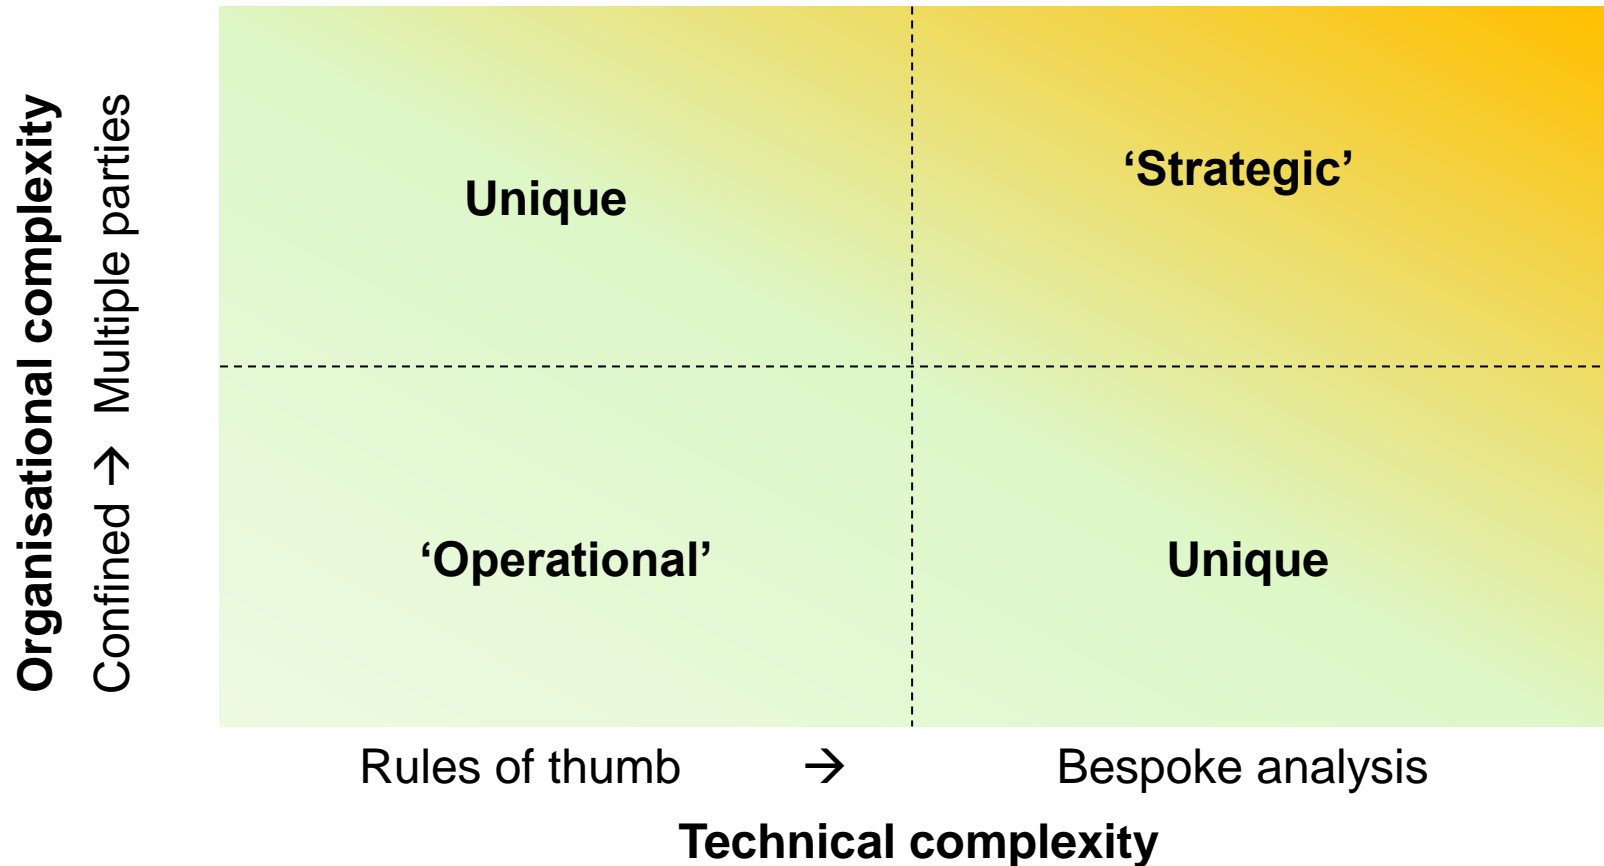 Organisational complexity
Confined → Multiple parties
Unique
‘Strategic’
‘Operational’
Unique
Rules of thumb → Bespoke analysis
Technical complexity